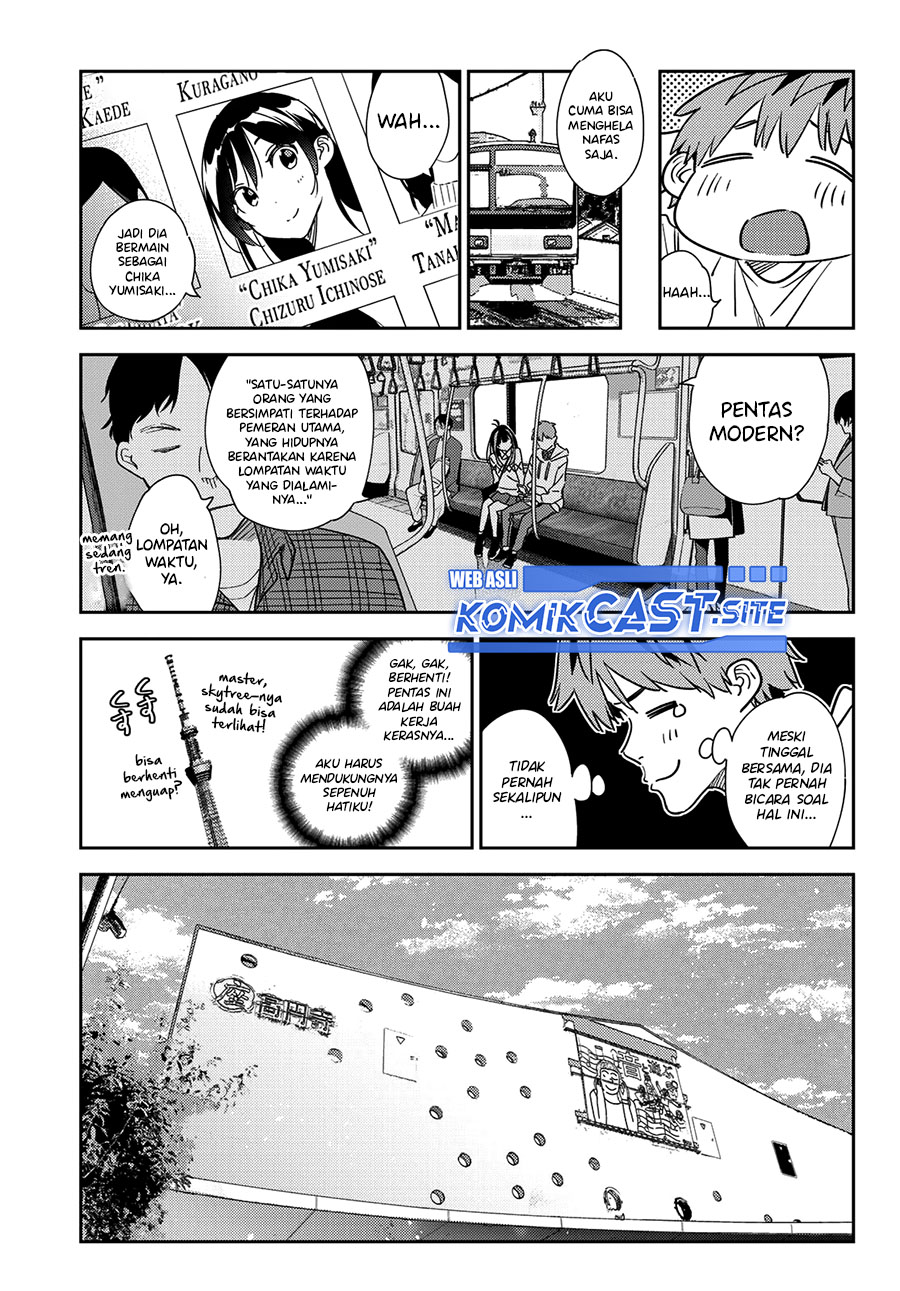 HAAH...
AKU
CUMA BISA
MENGHELA
NAFAS
SAJA.
WAH...
KAEDE
KURAGANO
"CHIKA YUMISAKI"
CHIZURU ICHINOSE
JADI DIA
BERMAIN
SEBAGAI
CHIKA
YUMISAKI...
PENTAS
MODERN?
"SATU-SATUNYA
ORANG YANG
BERSIMPATI TERHADAP
PEMERAN UTAMA,
YANG HIDUPNYA
BERANTAKAN KARENA
LOMPATAN WAKTU
YANG DIALAMI-
NYA..."
OH,
LOMPATAN
WAKTU,
YA.
memang
sedang
tren.
WEB ASLI
KOMIKCAST.SITE
MESKI
TINGGAL
BERSAMA, DIA
TAK PERNAH
BICARA SOAL
HAL INI...
TIDAK
PERNAH
SEKALIPUN
...
GAK, GAK,
BERHENTI!
PENTAS INI
ADALAH BUAH
KERJA
KERASNYA...
AKU HARUS
MENDUKUNGNYA
SEPENUH
HATIKU!
master,
skytree-nya
sudah bisa
terlihat!
bisa
berhenti
menguap?
座高円寺